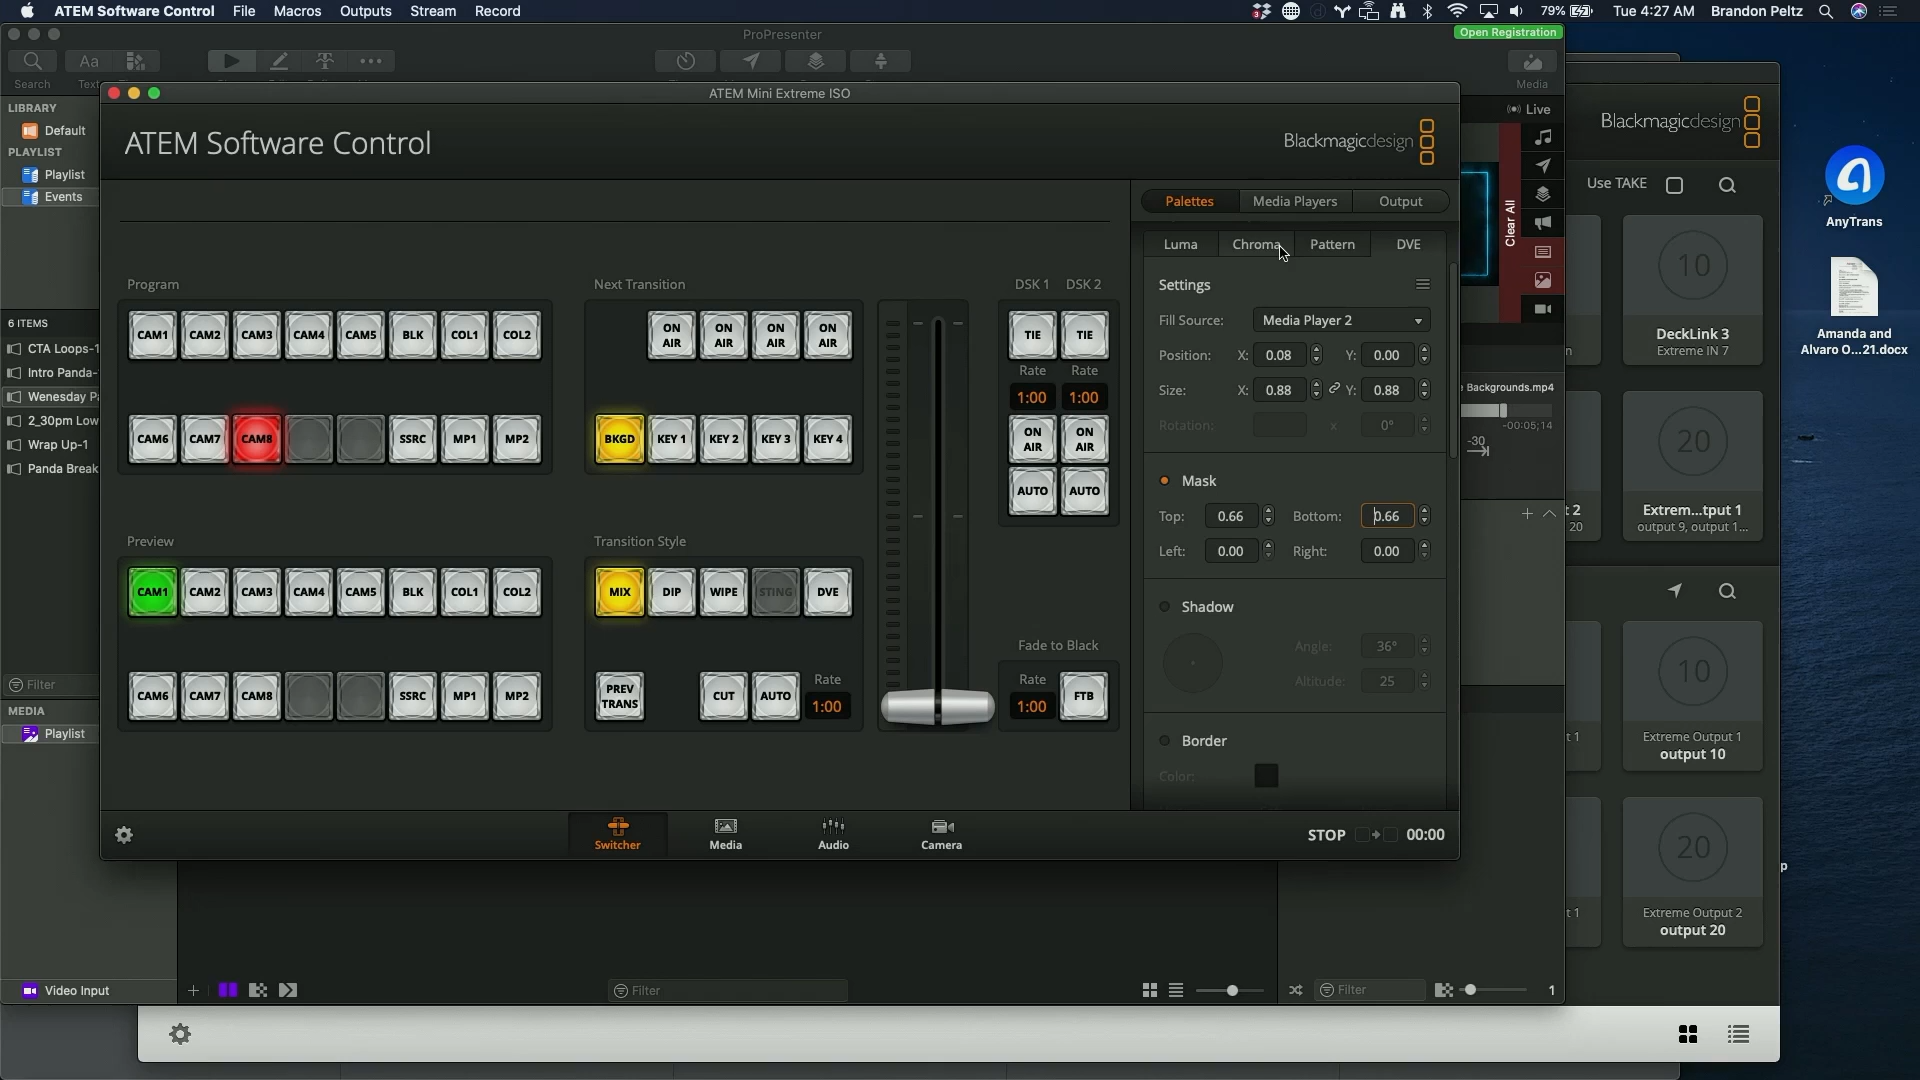 ATEM Software Control File Macros Outputs Stream Record
3 79% Tue 4:27 AM Brandon Peltz
ProPresenter
Open Registration
Aa
Search
Media
ATEM Mini Extreme ISO
LIBRARY
Default
PLAYLIST
Playlist
Events
6 ITEMS
CTA Loops-1
Intro Panda-
Wenesday Pa
2_30pm Low
Wrap Up-1
Panda Break
Filter
MEDIA
Playlist
Video Input
ATEM Software Control
Blackmagicdesign
Palettes Media Players Output
Luma Chroma Pattern DVE
Program
CAM1 CAM2 CAM3 CAM4 CAM5 BLK COL1 COL2
CAM6 CAM7 CAM8 SSRC MP1 MP2
Next Transition
ON AIR ON AIR ON AIR ON AIR
BKGD KEY 1 KEY 2 KEY 3 KEY 4
DSK 1 DSK 2
TIE TIE
Rate Rate
1:00 1:00
ON AIR ON AIR
AUTO AUTO
Preview
CAM1 CAM2 CAM3 CAM4 CAM5 BLK COL1 COL2
CAM6 CAM7 CAM8 SSRC MP1 MP2
Transition Style
MIX DIP WIPE STING DVE
PREV TRANS CUT AUTO
Rate
1:00
Fade to Black
Rate
1:00 FTB
Settings
Fill Source: Media Player 2
Position: X: 0.08 Y: 0.00
Size: X: 0.88 Y: 0.88
Rotation: x 0°
Mask
Top: 0.66 Bottom: 0.66
Left: 0.00 Right: 0.00
Shadow
Angle: 36°
Altitude: 25
Border
Color:
Switcher Media Audio Camera
STOP 00:00
Live
Clear All
Backgrounds.mp4
-00:05;14
-30
Filter
Filter
1
Blackmagicdesign
Use TAKE
10
DeckLink 3
Extreme IN 7
20
Extrem...tput 1
output 9, output 1...
t 2
20
10
Extreme Output 1
output 10
t 1
20
Extreme Output 2
output 20
t 1
AnyTrans
Amanda and
Alvaro O...21.docx